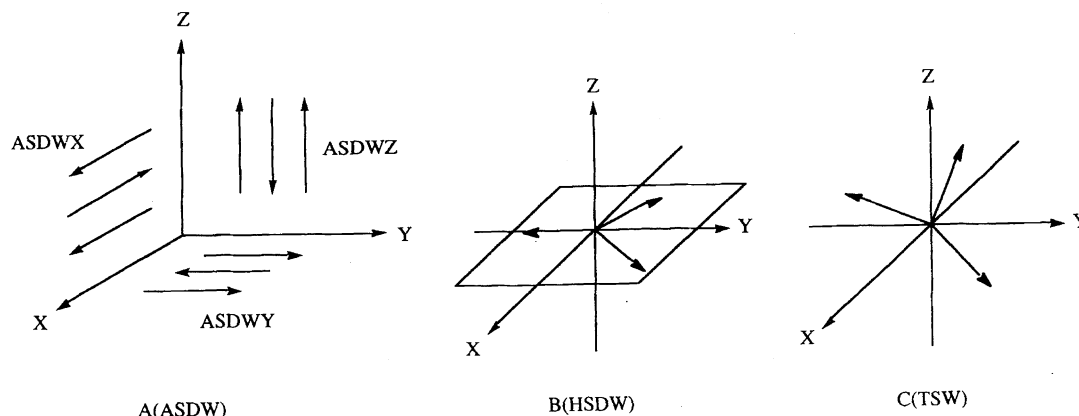 Z
ASDWX
ASDWZ
Y
X
ASDWY
A(ASDW)
Z
Y
X
B(HSDW)
Z
Y
X
C(TSW)